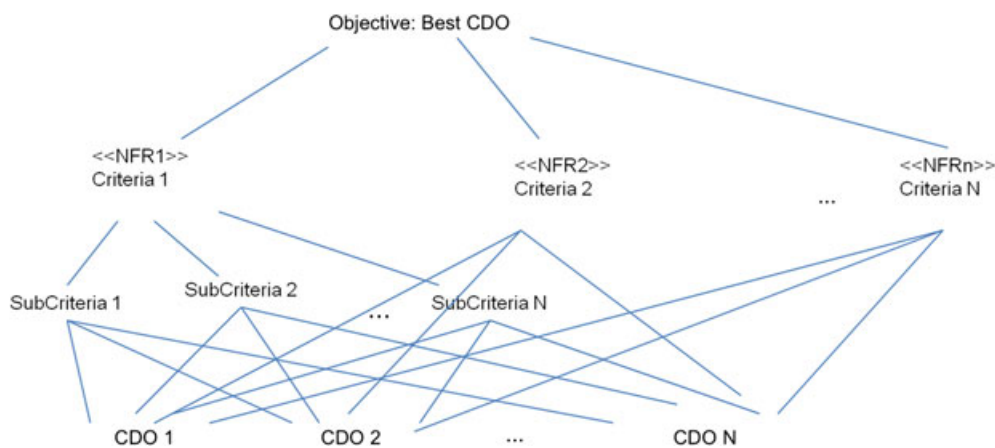 Objective: Best CDO
<<NFR1>>
Criteria 1
<<NFR2>>
Criteria 2
...
<<NFRn>>
Criteria N
SubCriteria 1
SubCriteria 2
...
SubCriteria N
CDO 1
CDO 2
...
CDO N